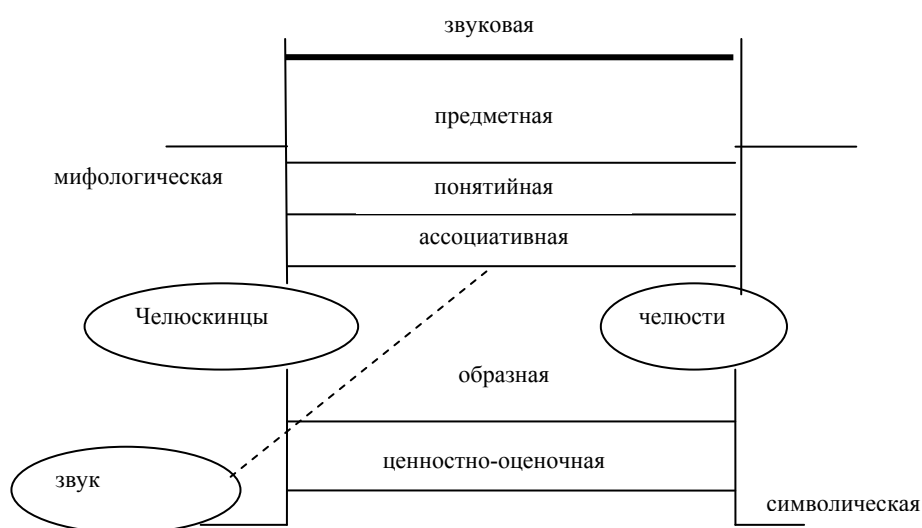 звуковая
предметная
мифологическая
понятийная
ассоциативная
Челюскинцы
челюсти
образная
ценностно-оценочная
звук
символическая